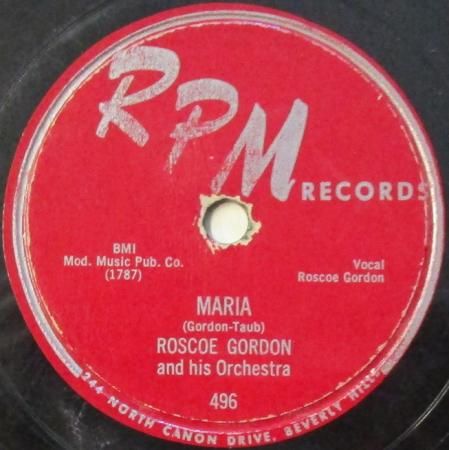 RPM
RECORDS
BMI
Mod. Music Pub. Co.
(1787)
Vocal
Roscoe Gordon
MARIA
(Gordon-Taub)
ROSCOE GORDON
and his Orchestra
496
244 NORTH CANON DRIVE, BEVERLY HILLS